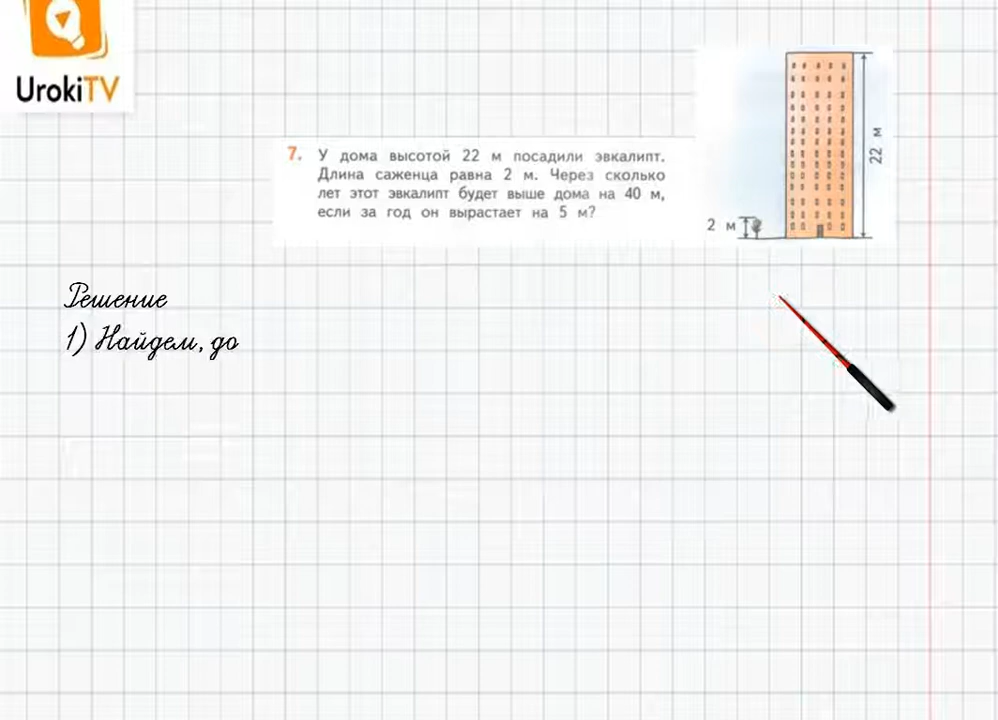 UrokiTV
7. У дома высотой 22 м посадили эвкалипт.
Длина саженца равна 2 м. Через сколько
лет этот эвкалипт будет выше дома на 40 м,
если за год он вырастает на 5 м?
22 м
2 м
Решение
1) Найдем, до